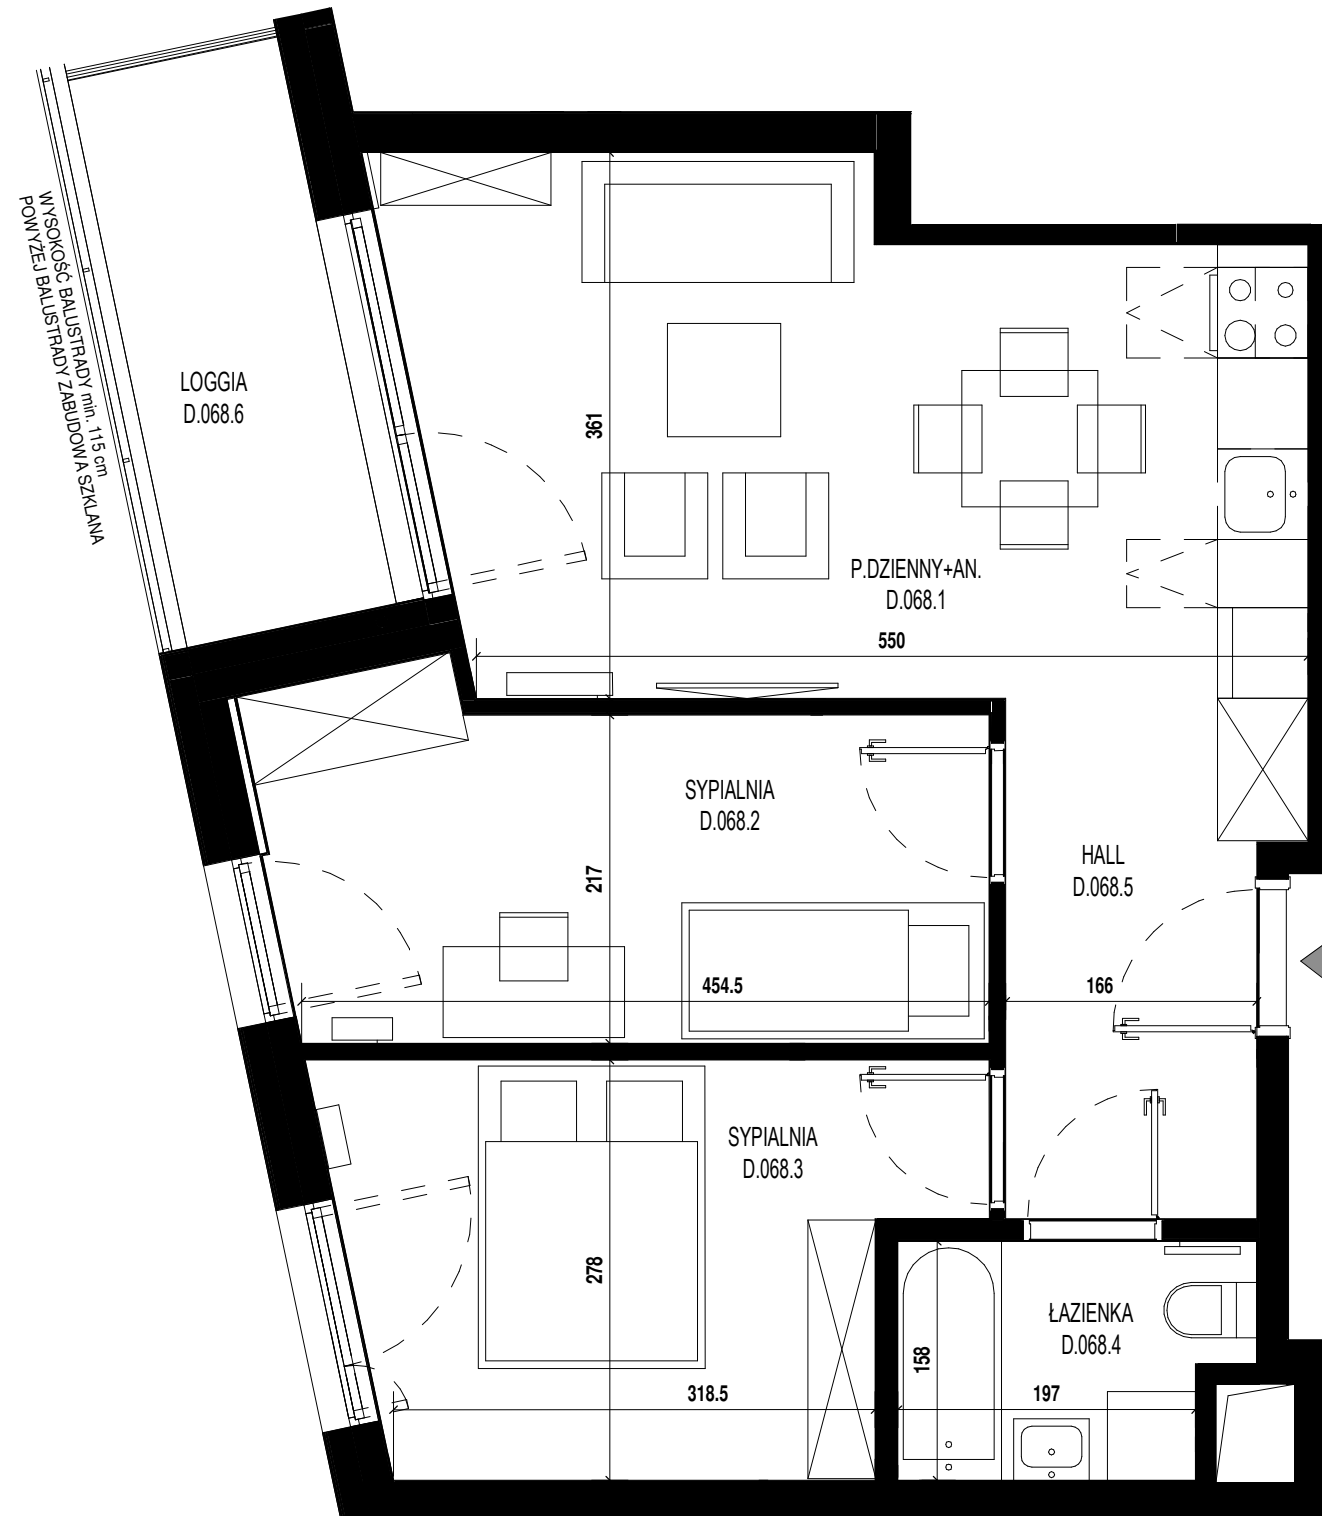 WYSOKOŚĆ BALUSTRADY min. 115 cm
POWYŻEJ BALUSTRADY ZABUDOWA SZKLANA
LOGGIA
D.068.6
361
P.DZIENNY+AN.
D.068.1
550
SYPIALNIA
D.068.2
217
454.5
HALL
D.068.5
166
SYPIALNIA
D.068.3
278
318.5
ŁAZIENKA
D.068.4
158
197